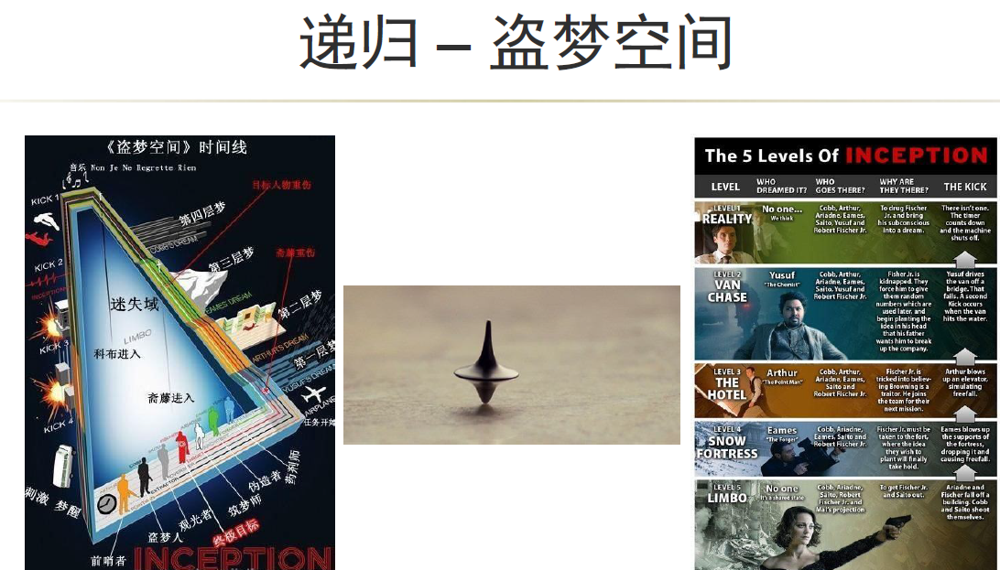 递归 – 盗梦空间
《盗梦空间》时间线
音乐 Non Je Ne Regrette Rien
目标人物重伤
KICK 1
第四层梦
斋藤重伤
第三层梦
KICK 2
第二层梦
迷失域
EAMES' DREAM
LIMBO
第一层梦
KICK 3
科布进入
ARTHUR'S DREAM
YUSUF'S DREAM
斋藤进入
AIRPLANE
KICK 4
任务开始
药剂师
伪造者
刺激 梦醒
筑梦师
观光者
终极目标
盗梦人
前哨者
INCEPTION
The 5 Levels Of INCEPTION
LEVEL
WHO DREAMED IT?
WHO GOES THERE?
WHY ARE THEY THERE?
THE KICK
LEVEL 1
REALITY
No one...
We think
Cobb, Arthur,
Ariadne, Eames,
Saito, Yusuf and
Robert Fischer Jr.
To drug Fischer
Jr. and bring
his subconscious
into a dream.
There isn't one.
The timer
counts down
and the machine
shuts off.
LEVEL 2
VAN
CHASE
Yusuf
"The Chemist"
Cobb, Arthur,
Ariadne, Eames,
Saito, Yusuf and
Robert Fischer Jr.
Fisher Jr. is
kidnapped. They
force him to give
them random
numbers which are
used later, and
begin planting the
idea in his head
that his father
wants him to break
up the company.
Yusuf drives
the van off a
bridge. That
fails. A second
Kick occurs
when the van
hits the water.
LEVEL 3
THE
HOTEL
Arthur
"The Point Man"
Cobb, Arthur,
Ariadne, Eames,
Saito and
Robert Fischer Jr.
Fischer Jr. is
tricked into believ-
ing Browning is a
traitor. He joins
the team for their
next mission.
Arthur blows
up an elevator,
simulating
freefall.
LEVEL 4
SNOW
FORTRESS
Eames
"The Forger"
Cobb, Ariadne,
Eames, Saito and
Robert Fischer Jr.
Fischer Jr. must be
taken to the fort,
where the idea
they wish to
plant will finally
take hold.
Eames blows up
the supports of
the fortress,
dropping it and
causing freefall.
LEVEL 5
LIMBO
No one
It's a shared state
Cobb, Ariadne,
Saito, Robert
Fischer Jr. and
Mal's projection
To get Fischer Jr.
and Saito out.
Ariadne and
Fischer fall off a
building. Cobb
and Saito shoot
themselves.